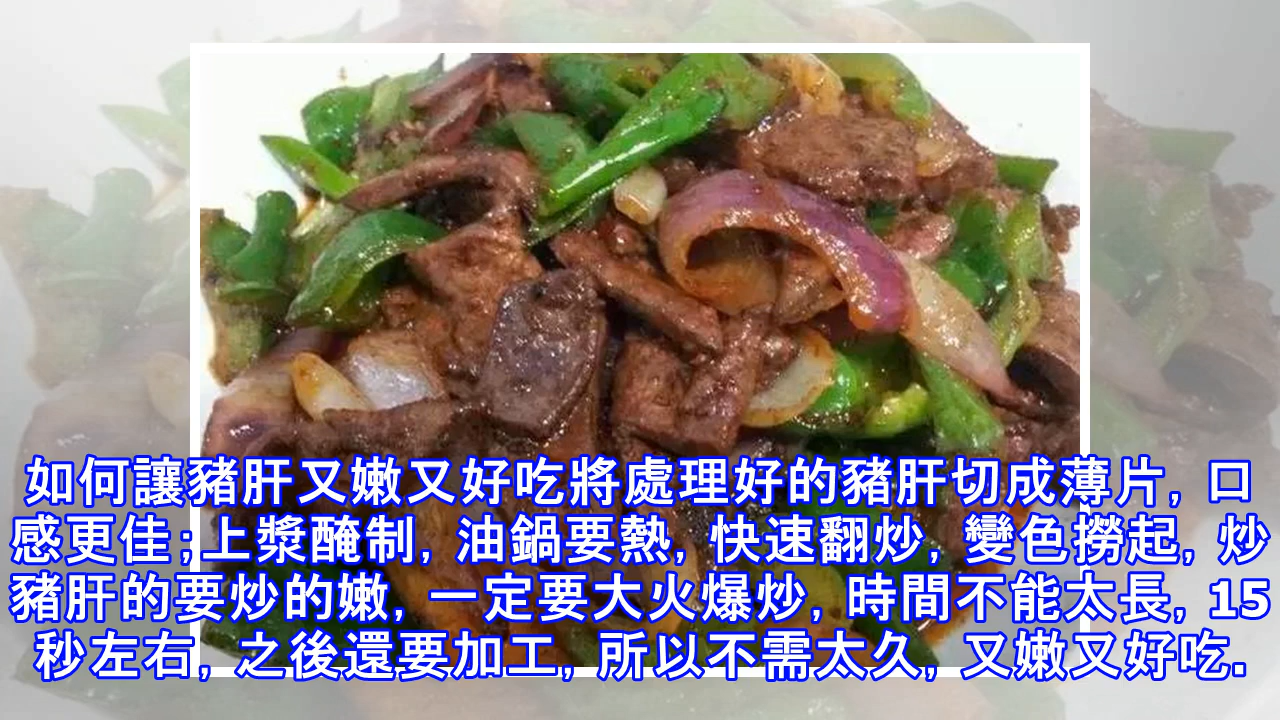 如何讓豬肝又嫩又好吃將處理好的豬肝切成薄片, 口
感更佳;上漿醃制, 油鍋要熱, 快速翻炒, 變色撈起, 炒
豬肝的要炒的嫩, 一定要大火爆炒, 時間不能太長, 15
秒左右, 之後還要加工, 所以不需太久, 又嫩又好吃.